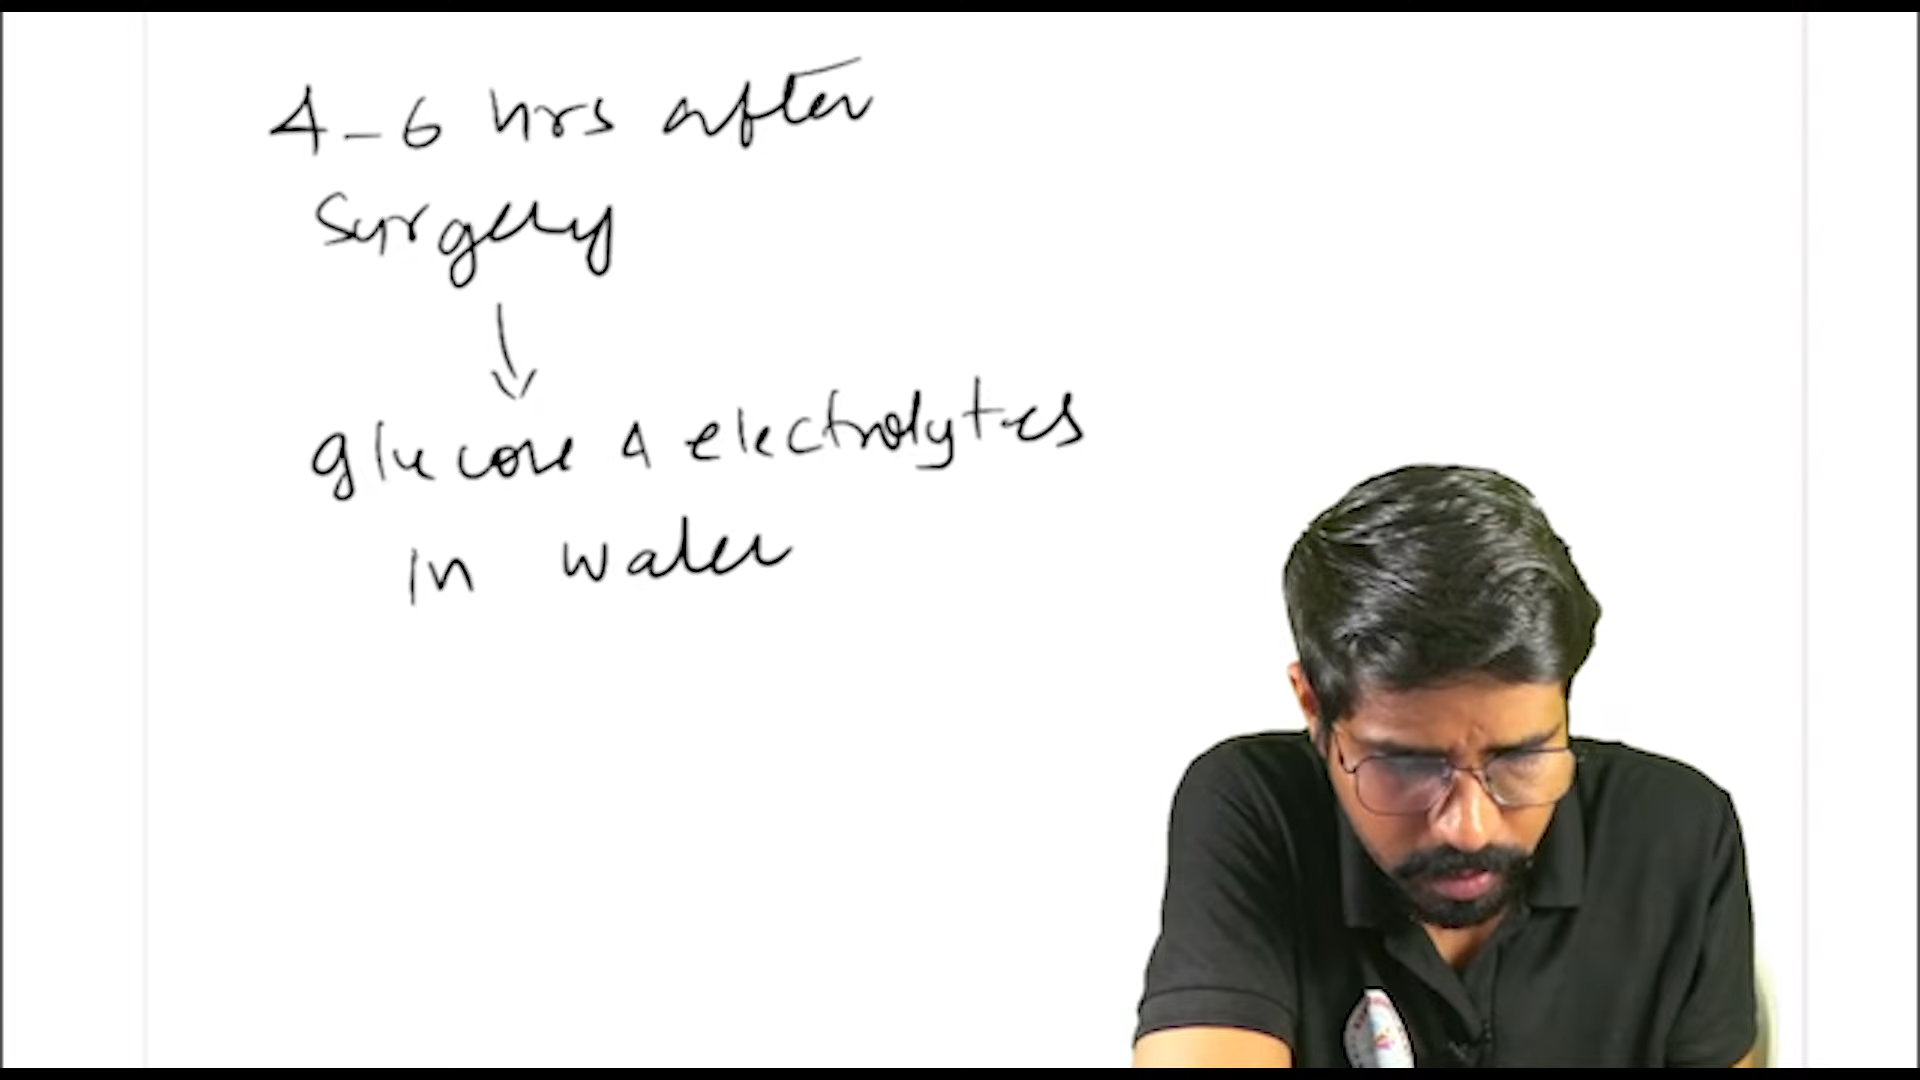 4-6 hrs after
surgery
↓
glucose & electrolytes
in water